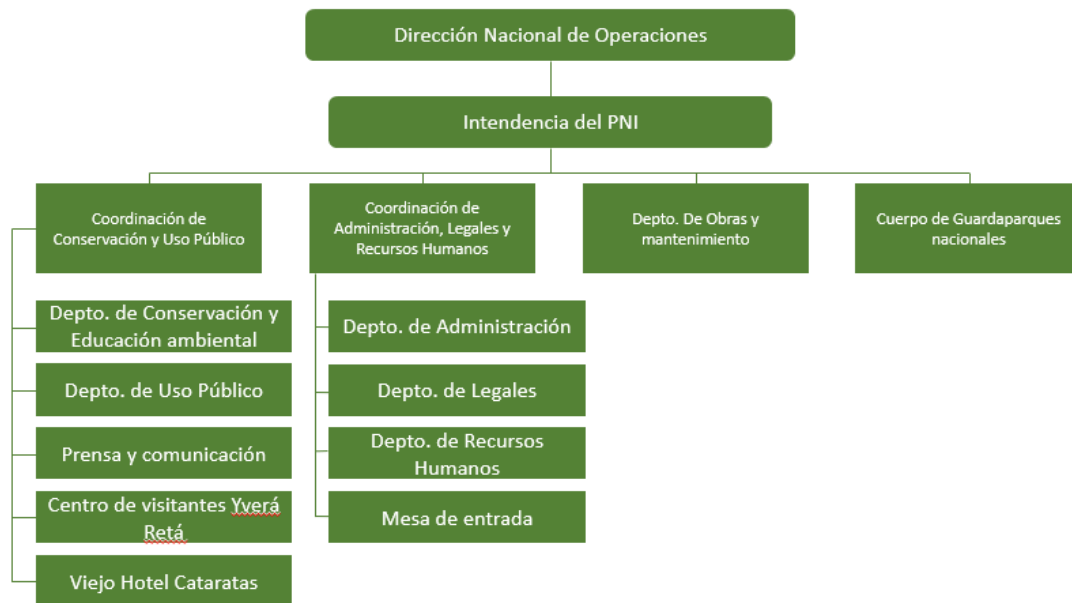 Dirección Nacional de Operaciones
Intendencia del PNI
Coordinación de
Conservación y Uso Público
Coordinación de
Administración, Legales y
Recursos Humanos
Depto. De Obras y
mantenimiento
Cuerpo de Guardaparques
nacionales
Depto. de Conservación y
Educación ambiental
Depto. de Uso Público
Prensa y comunicación
Centro de visitantes Yverá
Retá
Viejo Hotel Cataratas
Depto. de Administración
Depto. de Legales
Depto. de Recursos
Humanos
Mesa de entrada